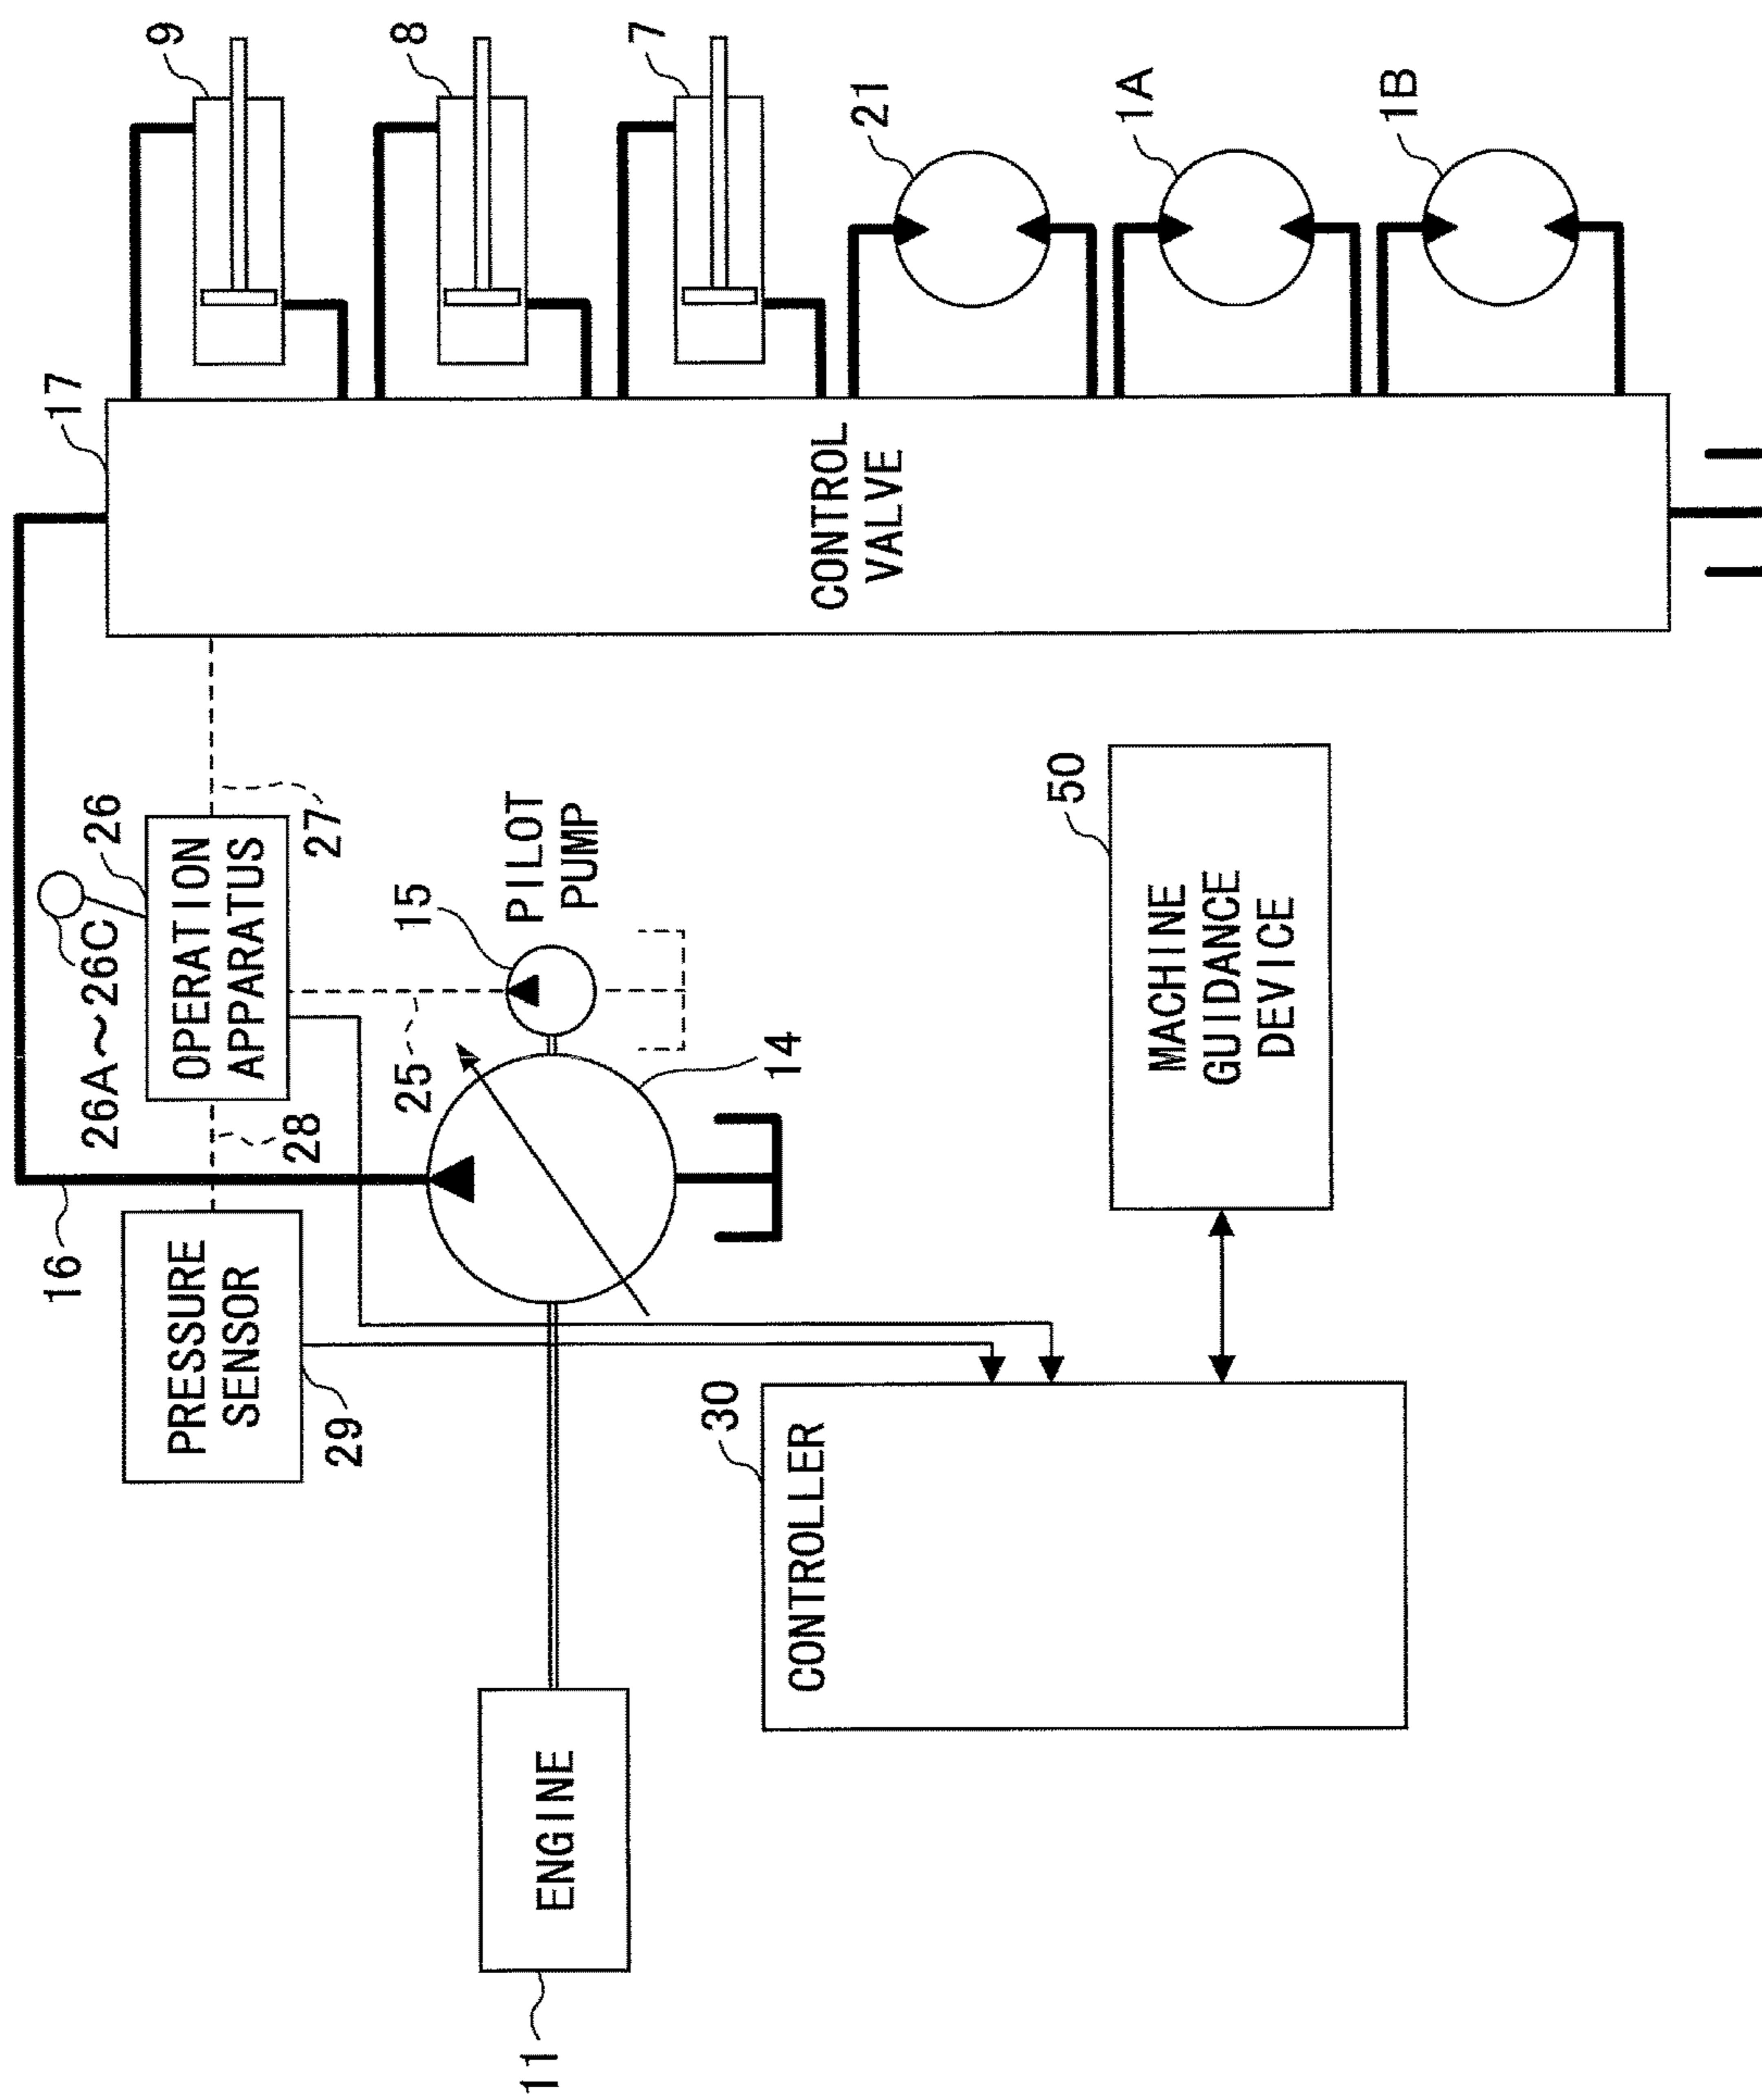 9
8
7
21
1A
1B
17
CONTROL
VALVE
26
27
26A～26C
OPERATION
APPARATUS
28
15
PILOT
PUMP
25
14
50
MACHINE
GUIDANCE
DEVICE
16
PRESSURE
SENSOR
29
30
CONTROLLER
ENGINE
11